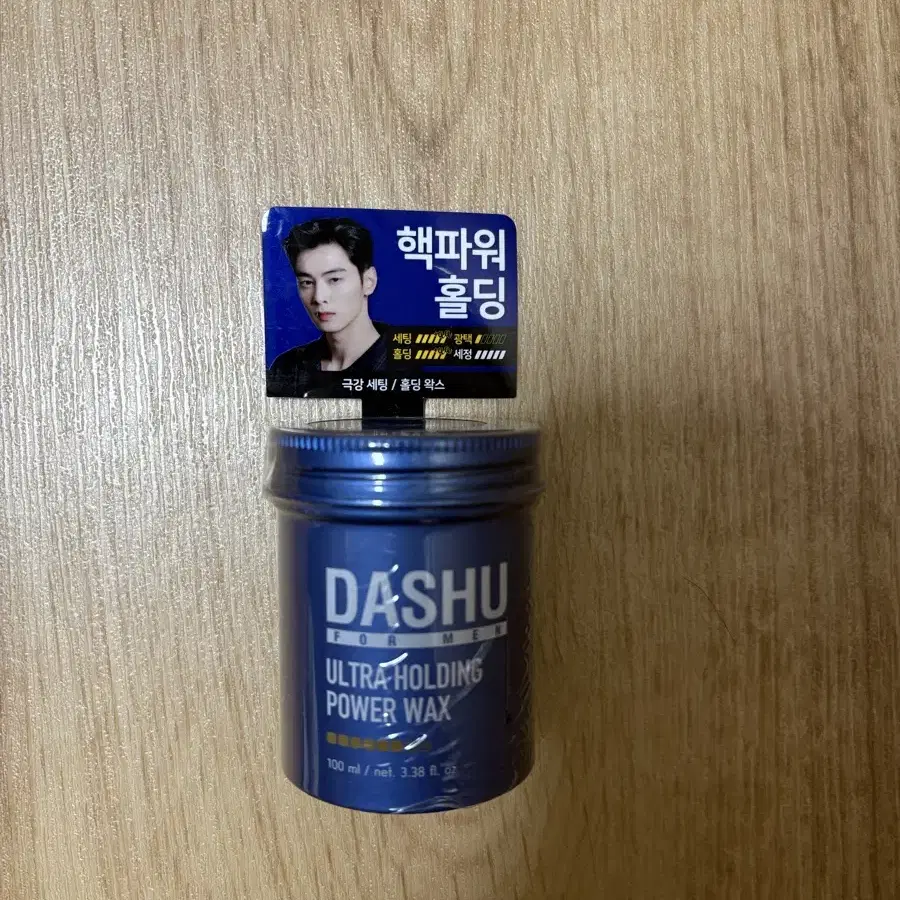 핵파워
홀딩
세팅 광택
홀딩 세정
극강 세팅 / 홀딩 왁스
DASHU
FOR MEN
ULTRA HOLDING
POWER WAX
100 ml / net. 3.38 fl. oz